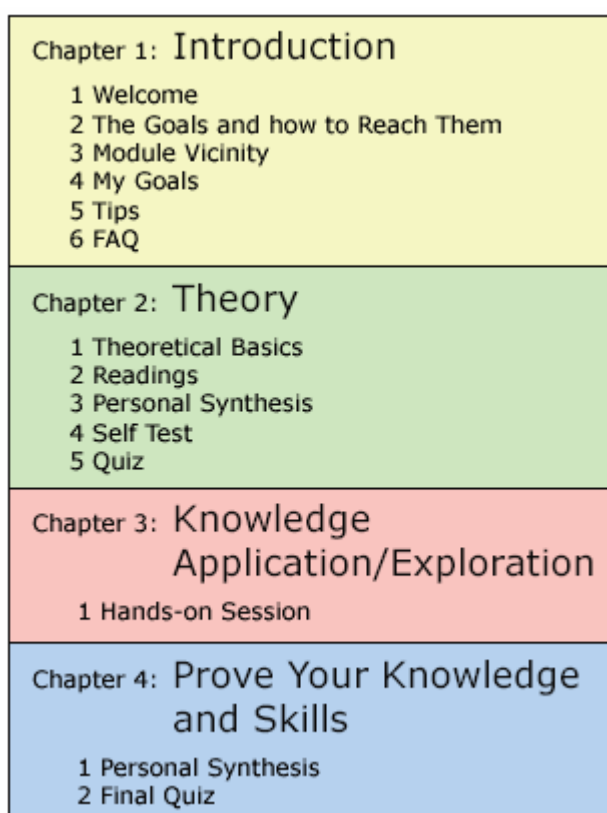 Chapter 1: Introduction
1 Welcome
2 The Goals and how to Reach Them
3 Module Vicinity
4 My Goals
5 Tips
6 FAQ
Chapter 2: Theory
1 Theoretical Basics
2 Readings
3 Personal Synthesis
4 Self Test
5 Quiz
Chapter 3: Knowledge
Application/Exploration
1 Hands-on Session
Chapter 4: Prove Your Knowledge
and Skills
1 Personal Synthesis
2 Final Quiz